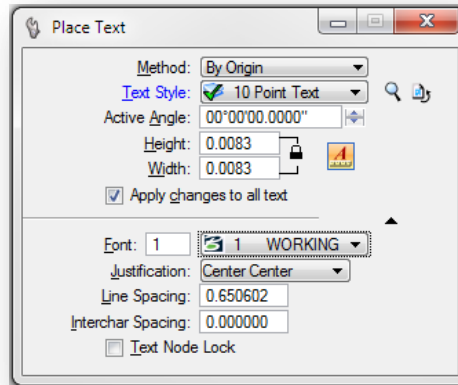 Place Text
Method: By Origin
Text Style: 10 Point Text
Active Angle: 00°00'00.0000"
Height: 0.0083
Width: 0.0083
A
Apply changes to all text
Font: 1 1 WORKING
Justification: Center Center
Line Spacing: 0.650602
Interchar Spacing: 0.000000
Text Node Lock